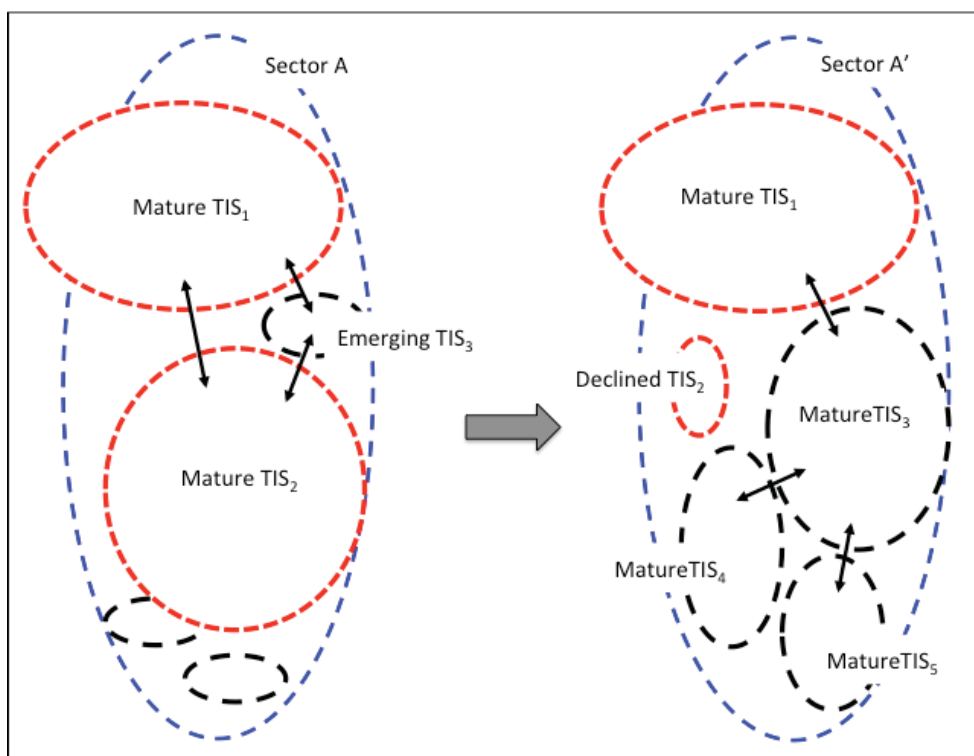 Sector A
Mature TIS₁
Emerging TIS₃
Mature TIS₂
Sector A’
Mature TIS₁
Declined TIS₂
MatureTIS₃
MatureTIS₄
MatureTIS₅